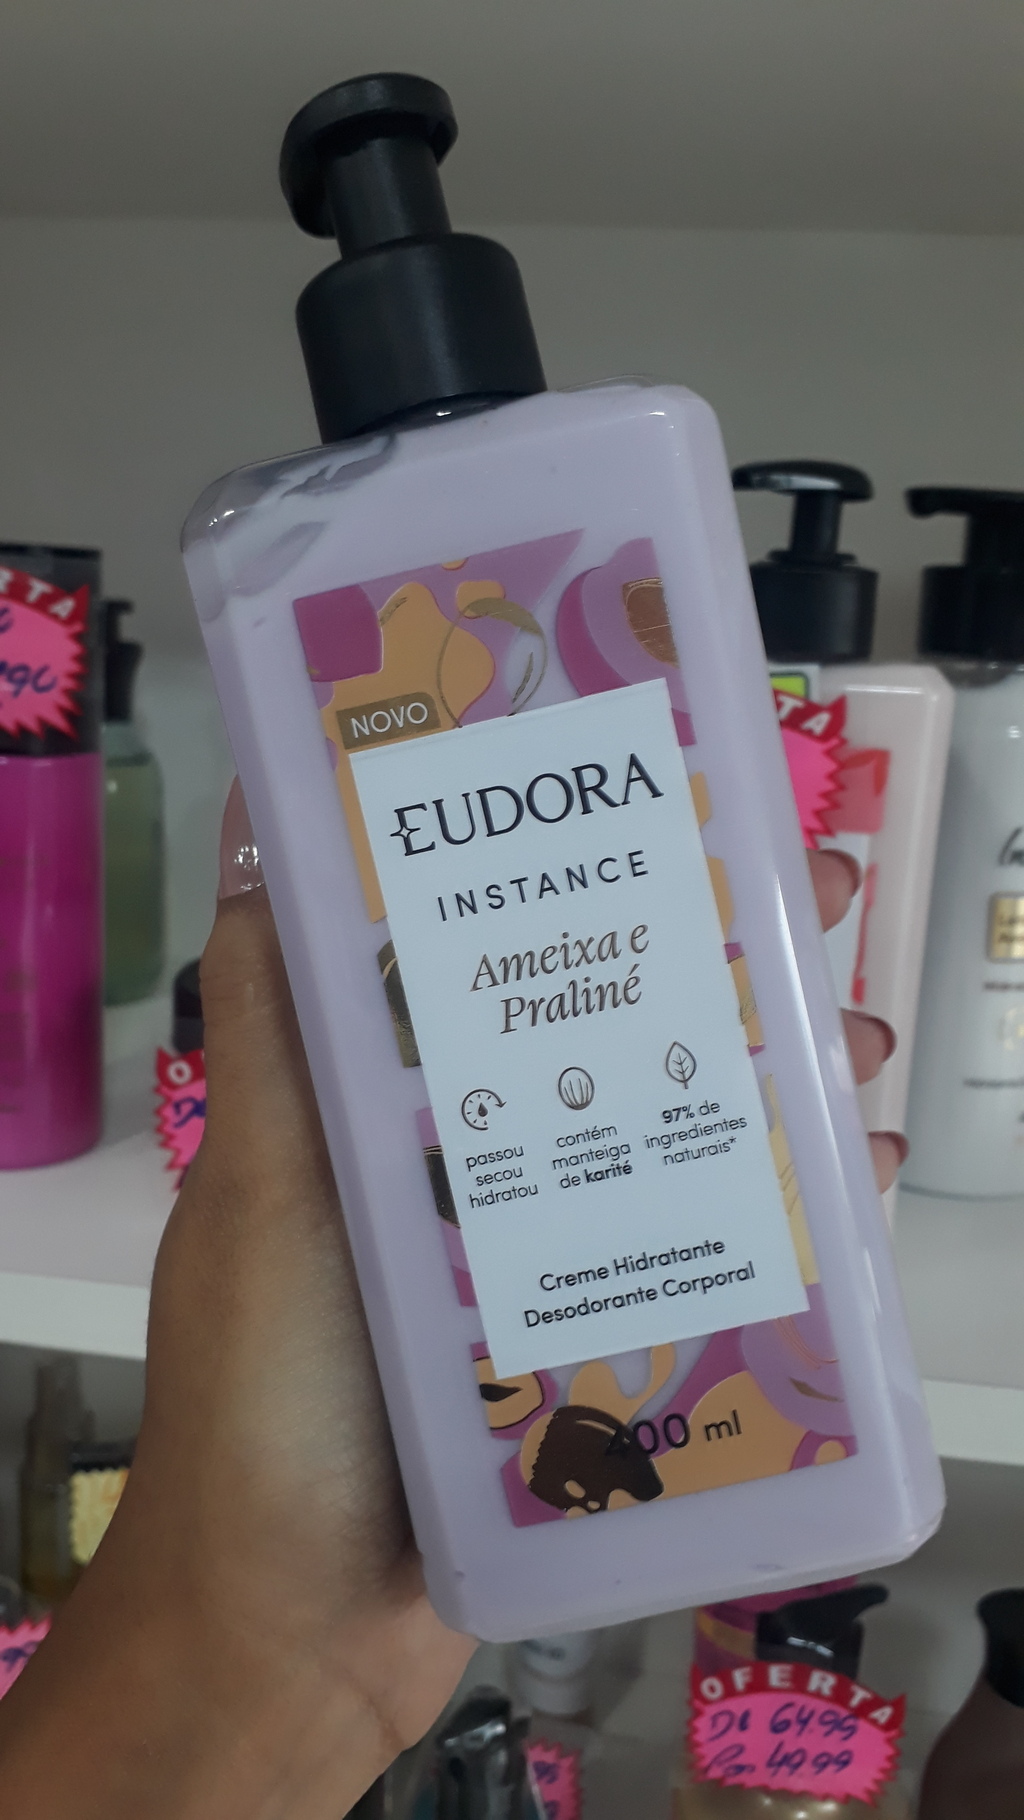 NOVO
EUDORA
INSTANCE
Ameixa e
Praliné
passou
secou
hidratou
contém
manteiga
de karité
97% de
ingredientes
naturais*
Creme Hidratante
Desodorante Corporal
400 ml
OFERTA
De 64.99
Por 49.99